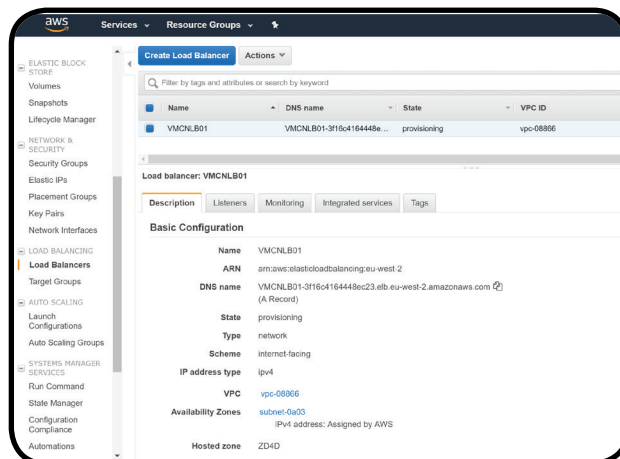 aws Services Resource Groups
ELASTIC BLOCK
STORE
Volumes
Snapshots
Lifecycle Manager
NETWORK &
SECURITY
Security Groups
Elastic IPs
Placement Groups
Key Pairs
Network Interfaces
LOAD BALANCING
Load Balancers
Target Groups
AUTO SCALING
Launch
Configurations
Auto Scaling Groups
SYSTEMS MANAGER
SERVICES
Run Command
State Manager
Configuration
Compliance
Automations
Create Load Balancer Actions
Filter by tags and attributes or search by keyword
Name DNS name State VPC ID
VMCNLB01 VMCNLB01-3f16c4164448e... provisioning vpc-08866
Load balancer: VMCNLB01
Description Listeners Monitoring Integrated services Tags
Basic Configuration
Name VMCNLB01
ARN arn:aws:elasticloadbalancing:eu-west-2
DNS name VMCNLB01-3f16c4164448ec23.elb.eu-west-2.amazonaws.com
(A Record)
State provisioning
Type network
Scheme internet-facing
IP address type ipv4
VPC vpc-08866
Availability Zones subnet-0a03
IPv4 address: Assigned by AWS
Hosted zone ZD4D